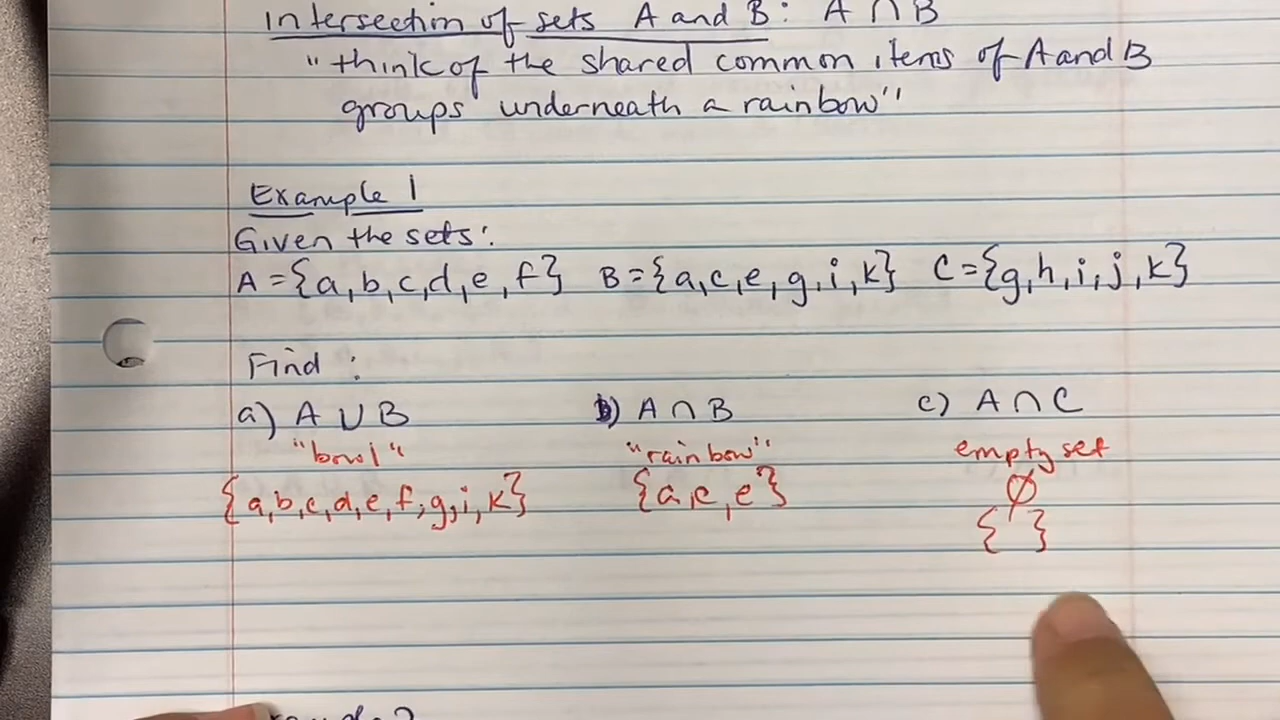 Intersection of sets A and B: A ∩ B
"think of the shared common items of A and B
groups underneath a rainbow"
Example 1
Given the sets:
A = {a, b, c, d, e, f} B = {a, c, e, g, i, k} C = {g, h, i, j, k}
Find :
a) A ∪ B b) A ∩ B c) A ∩ C
"bowl" "rainbow" empty set
{a, b, c, d, e, f, g, i, k} {a, c, e} ∅
{ }